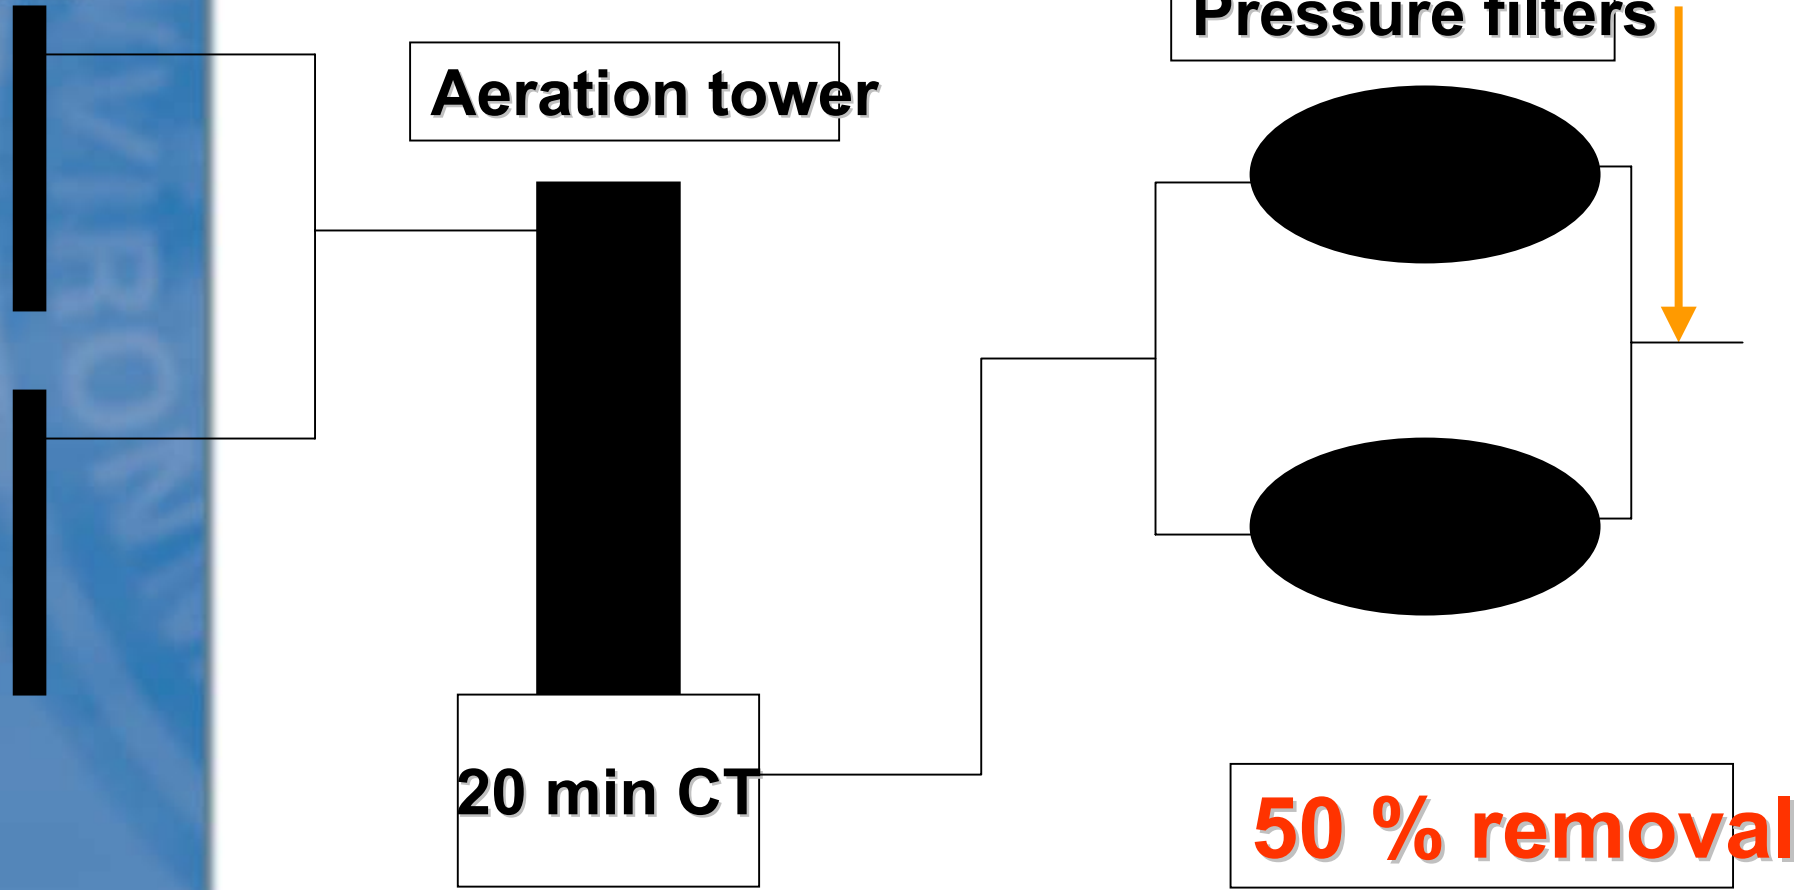 Pressure filters
Aeration tower
20 min CT
50 % removal